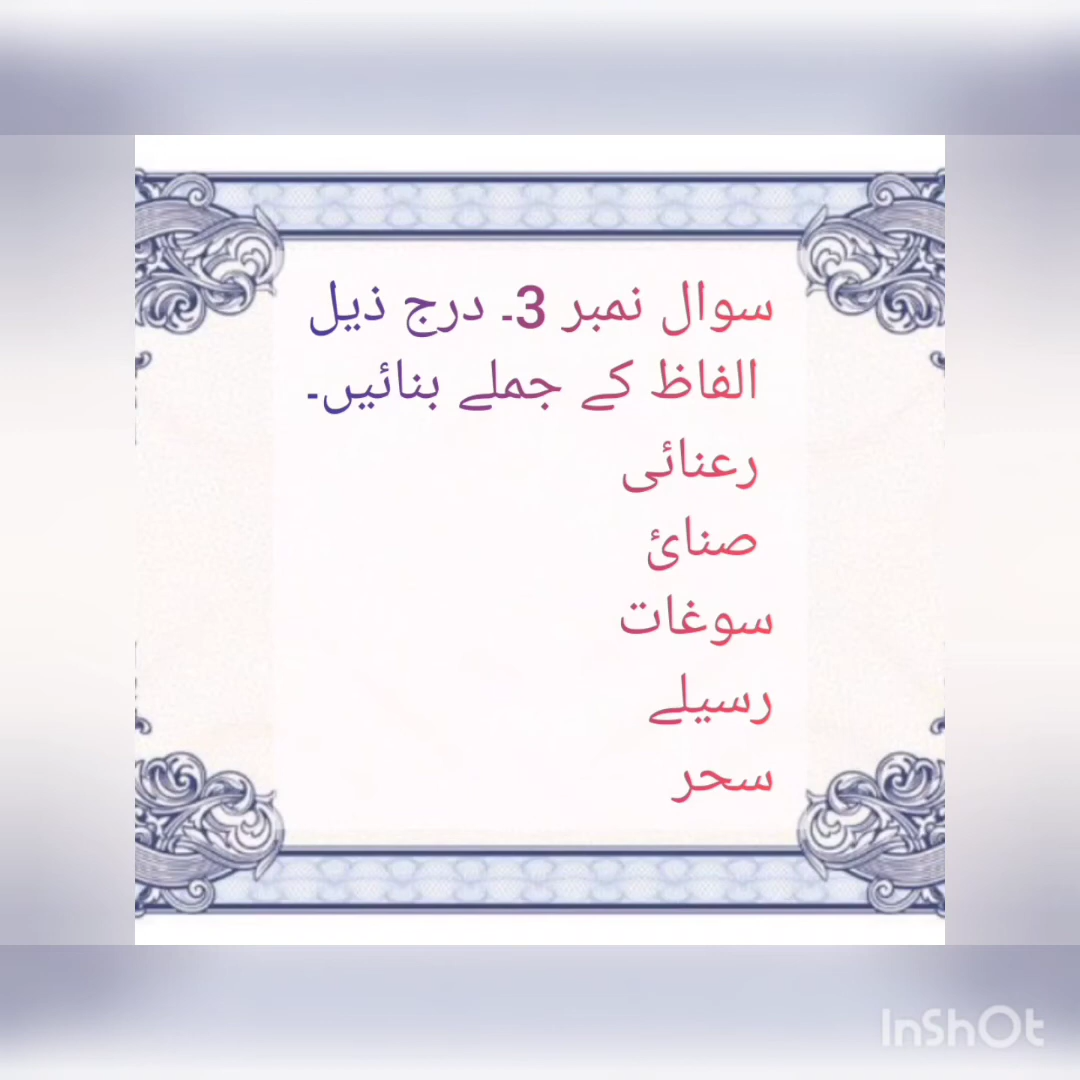 سوال نمبر 3۔ درج ذیل
الفاظ کے جملے بنائیں۔
رعنائی
صنائ
سوغات
رسیلے
سحر
InShOt